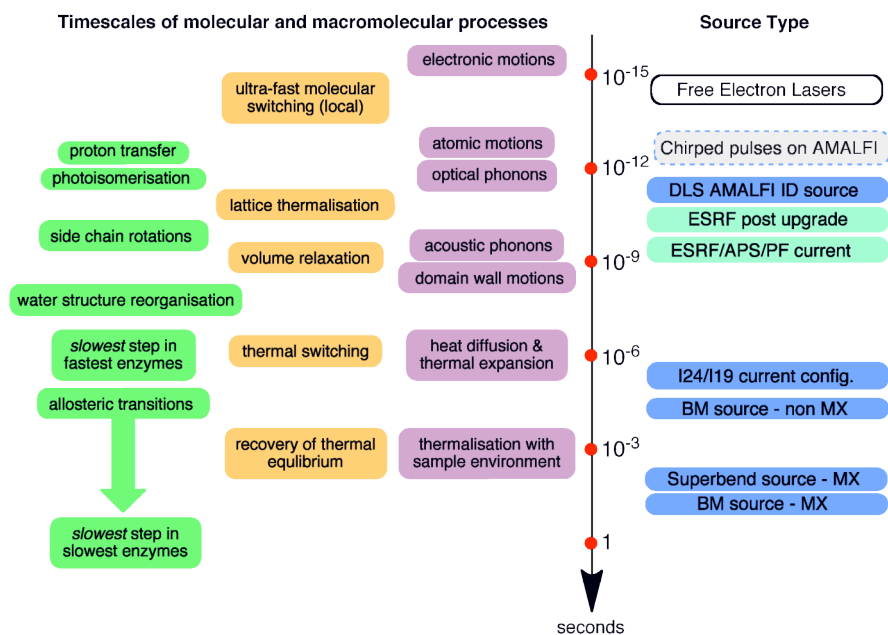 Timescales of molecular and macromolecular processes
Source Type
electronic motions
10-15
ultra-fast molecular
switching (local)
Free Electron Lasers
proton transfer
atomic motions
Chirped pulses on AMALFI
photoisomerisation
optical phonons
10-12
DLS AMALFI ID source
lattice thermalisation
ESRF post upgrade
side chain rotations
acoustic phonons
ESRF/APS/PF current
volume relaxation
10-9
domain wall motions
water structure reorganisation
slowest step in
fastest enzymes
thermal switching
heat diffusion &
thermal expansion
10-6
I24/I19 current config.
allosteric transitions
BM source - non MX
recovery of thermal
equlibrium
thermalisation with
sample environment
10-3
Superbend source - MX
BM source - MX
slowest step in
slowest enzymes
1
seconds